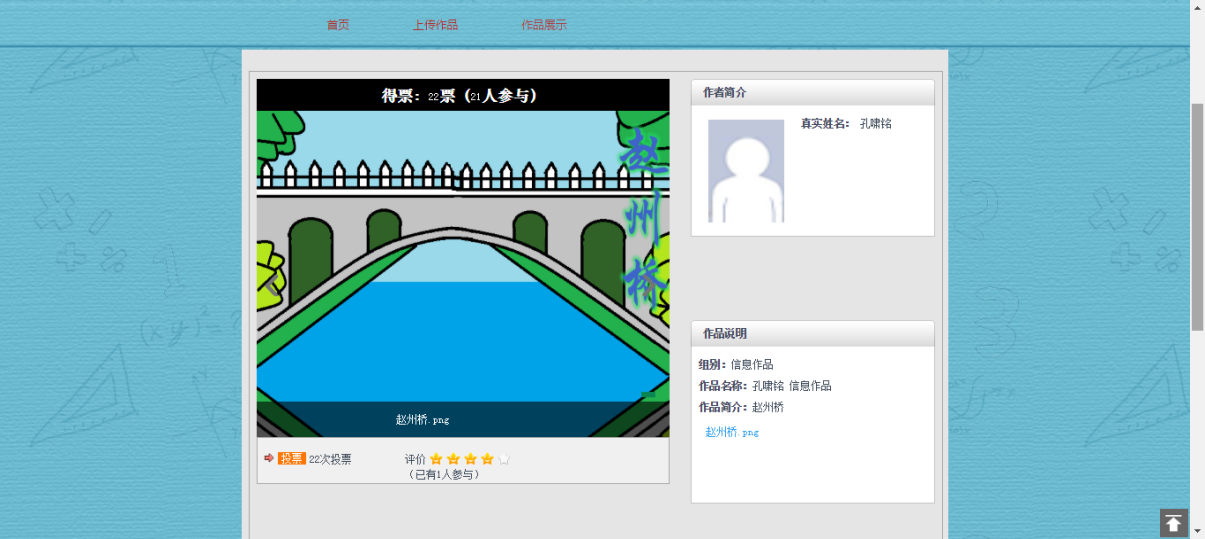 首页 上传作品 作品展示
得票：22票（21人参与）
赵州桥
赵州桥.png
投票 22次投票
评价
（已有1人参与）
作者简介
真实姓名： 孔啸铭
作品说明
组别：信息作品
作品名称：孔啸铭 信息作品
作品简介：赵州桥
赵州桥.png